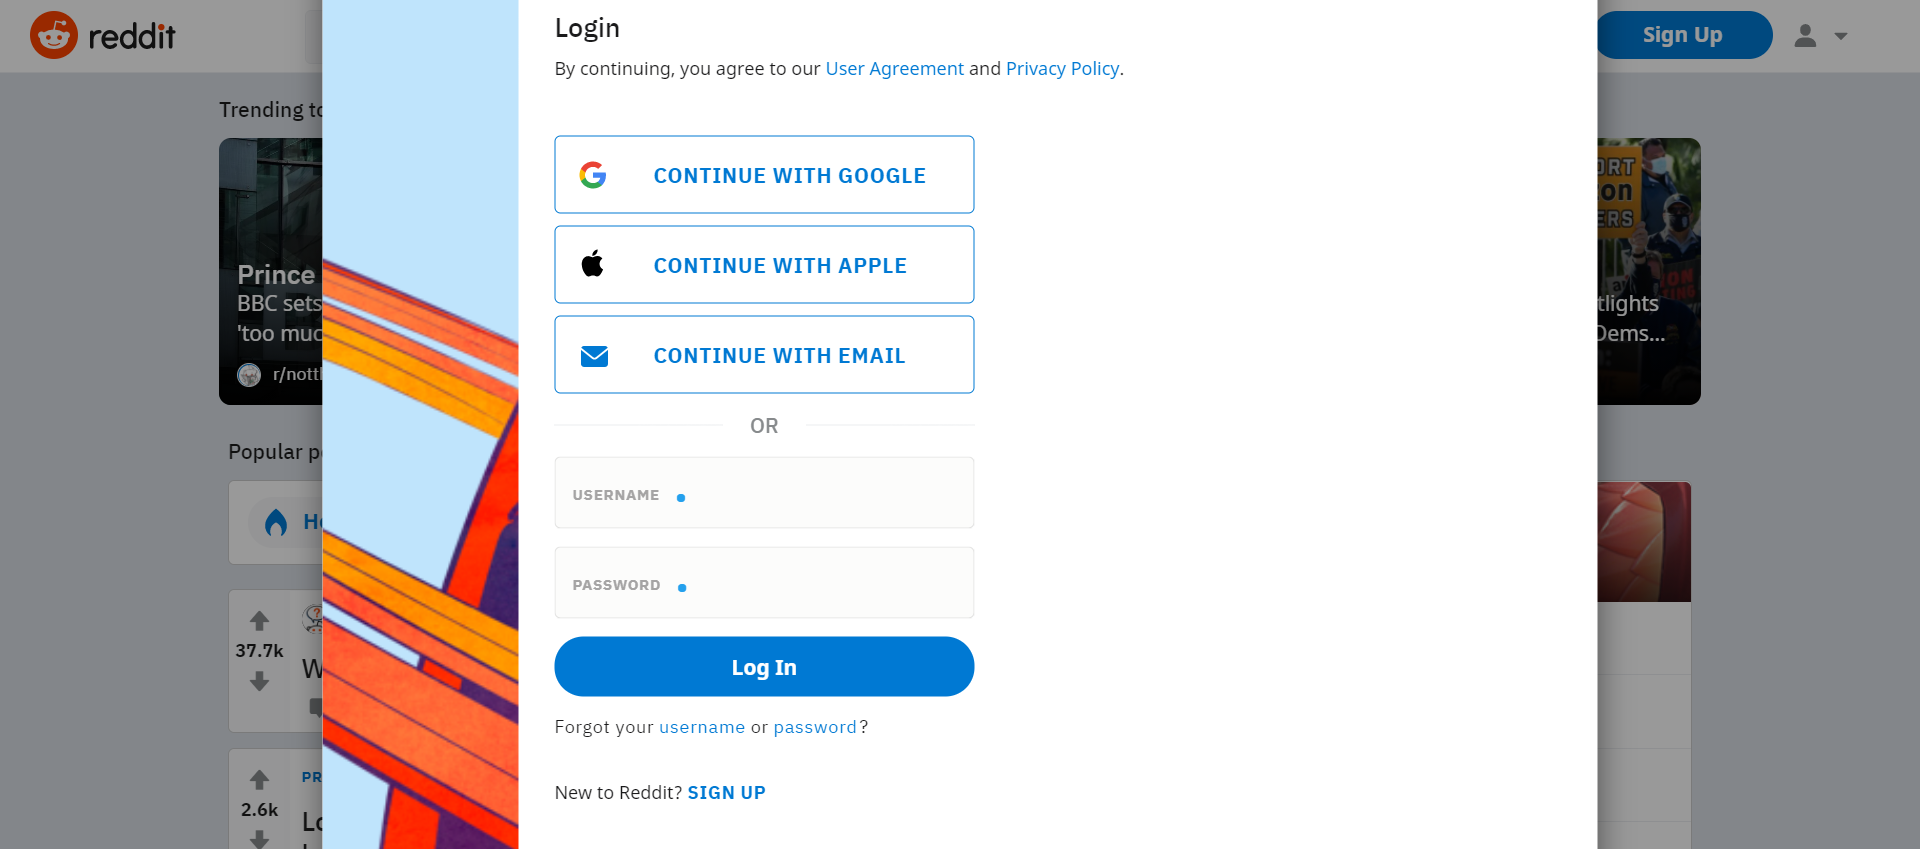 reddit
Sign Up
Trending
Prince
BBC sets
'too muc
r/nott
ORT
ERS
tlights
Dems...
Popular
37.7k
W
2.6k
PR
Login
By continuing, you agree to our User Agreement and Privacy Policy.
CONTINUE WITH GOOGLE
CONTINUE WITH APPLE
CONTINUE WITH EMAIL
OR
USERNAME
PASSWORD
Log In
Forgot your username or password?
New to Reddit? SIGN UP